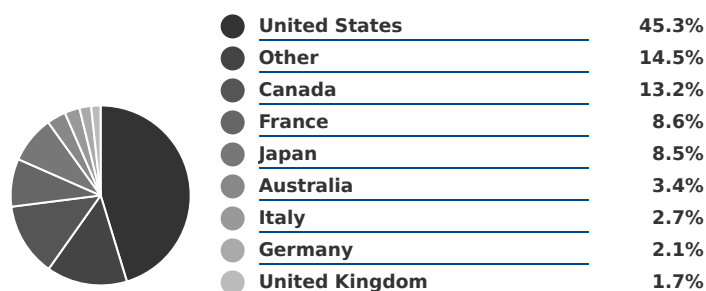 United States 45.3%
Other 14.5%
Canada 13.2%
France 8.6%
Japan 8.5%
Australia 3.4%
Italy 2.7%
Germany 2.1%
United Kingdom 1.7%